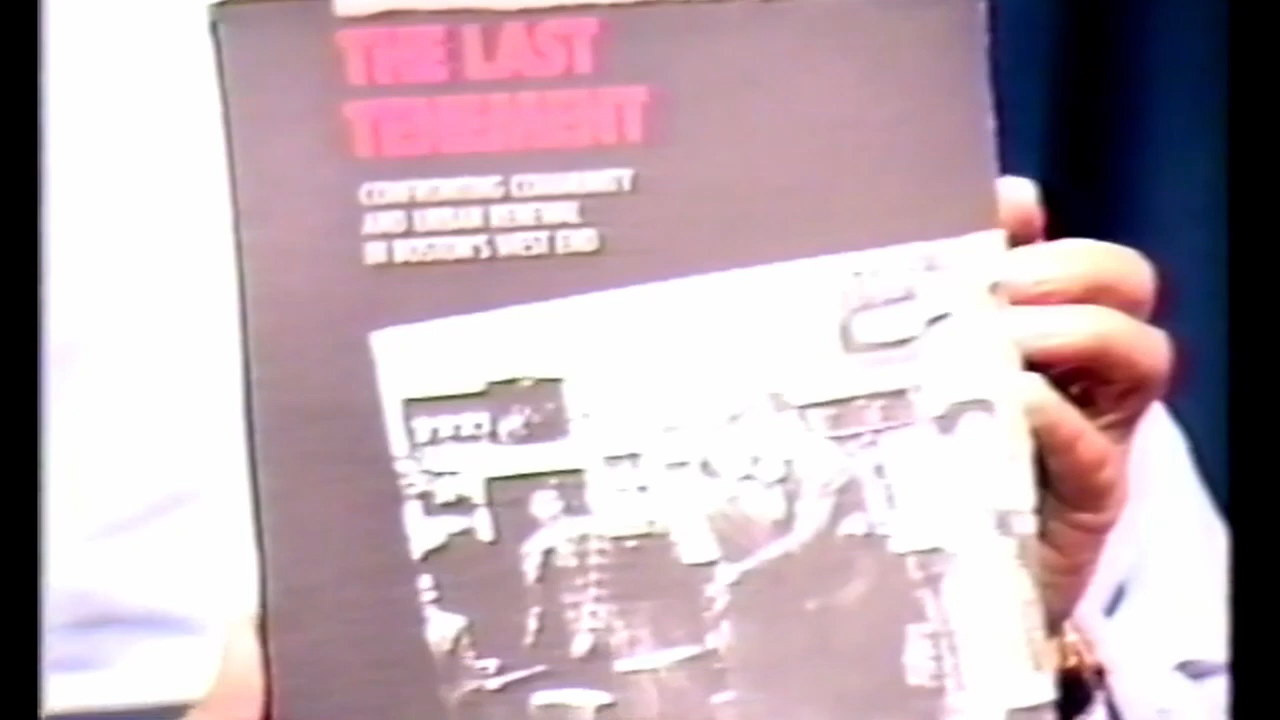 THE LAST
TENEMENT
CONFRONTING COMMUNITY
AND URBAN RENEWAL
IN BOSTON'S WEST END